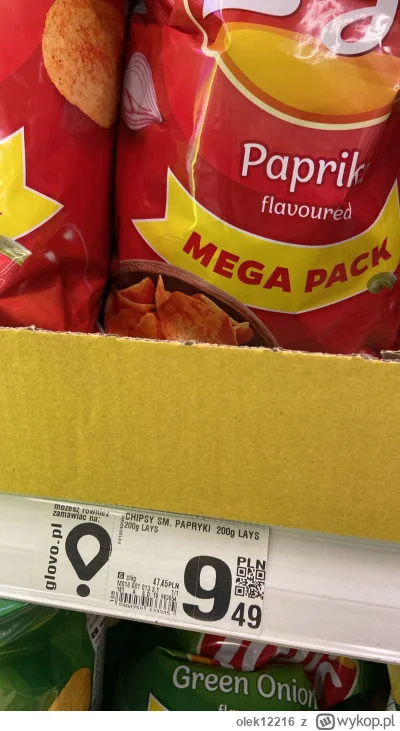 Paprik
flavoured
MEGA PACK
możesz również
zamawiać na:
glovo.pl
CHIPSY SM. PAPRYKI 200g LAYS
200g LAYS
47.45PLN
PLN
9 49
Green Onion
olek12216 z wykop.pl